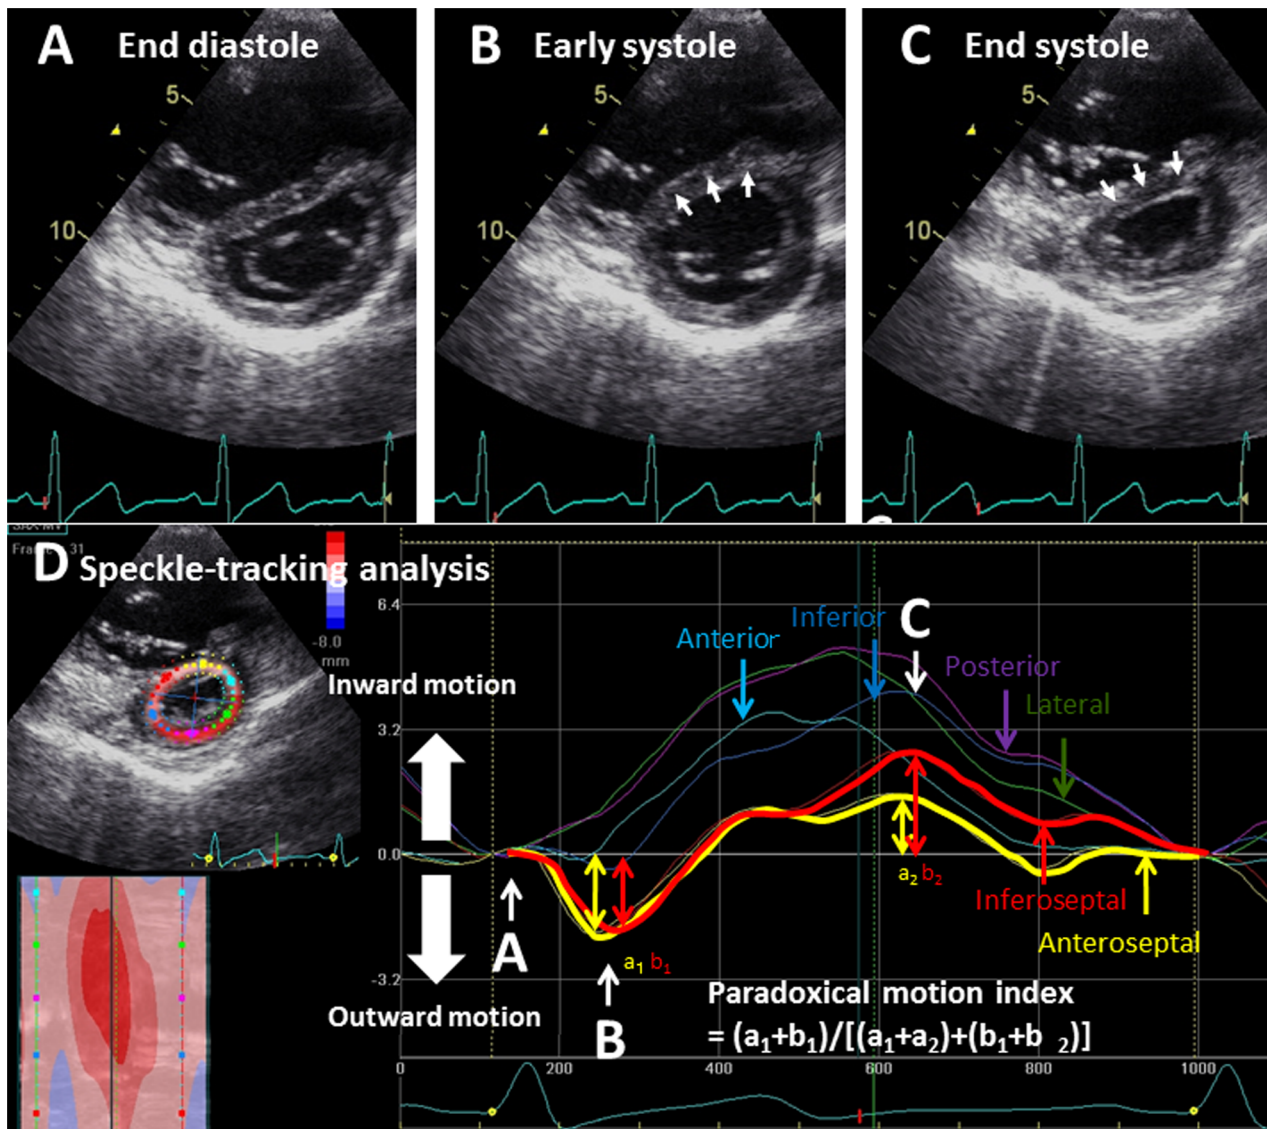 A End diastole
5
10
B Early systole
5
10
C End systole
5
10
D Speckle-tracking analysis
-8.0
mm
Inward motion
Outward motion
6.4
3.2
0.0
-3.2
Anterior
Inferior
C
Posterior
Lateral
a₂ b₂
Inferoseptal
Anteroseptal
A
a₁ b₁
B
Paradoxical motion index
= (a₁+b₁)/[(a₁+a₂)+(b₁+b ₂)]
0 200 400 600 800 1000